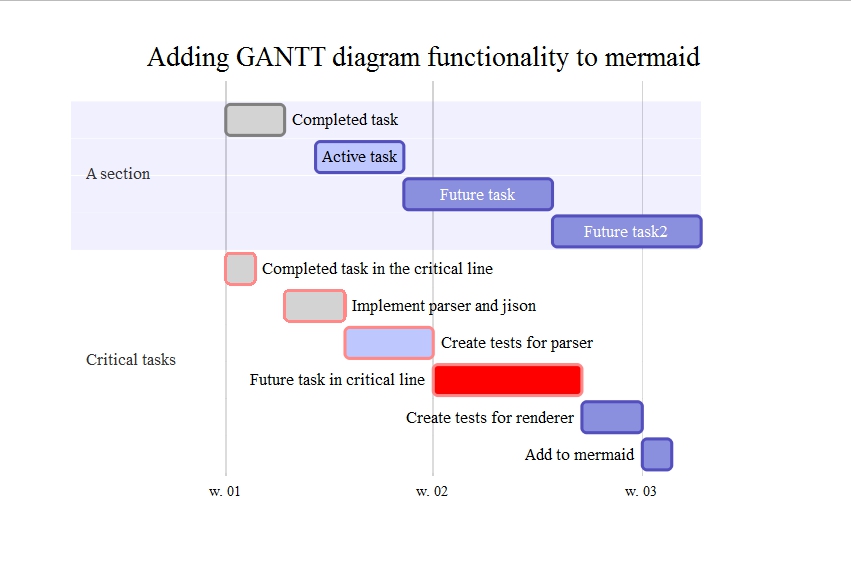 Adding GANTT diagram functionality to mermaid
A section
Completed task
Active task
Future task
Future task2
Critical tasks
Completed task in the critical line
Implement parser and jison
Create tests for parser
Future task in critical line
Create tests for renderer
Add to mermaid
w. 01
w. 02
w. 03